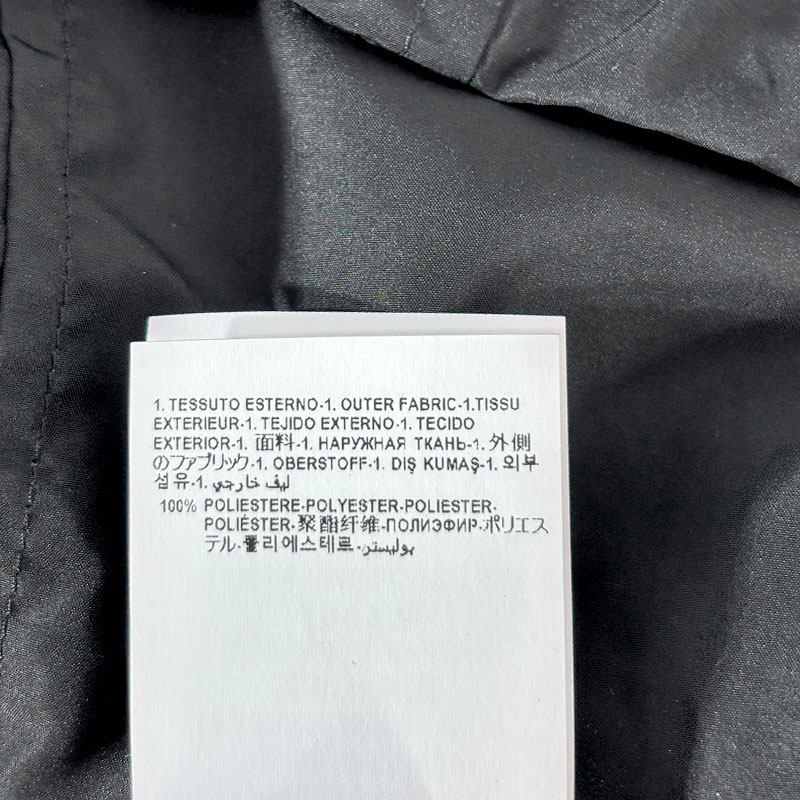 1. TESSUTO ESTERNO-1. OUTER FABRIC-1.TISSU
EXTERIEUR-1. TEJIDO EXTERNO-1. TECIDO
EXTERIOR-1. 面料-1. НАРУЖНАЯ ТКАНЬ-1. 外側
のファブリック-1. OBERSTOFF-1. DIŞ KUMAŞ-1. 외부
섬유-1. ليف خارجي
100% POLIESTERE-POLYESTER-POLIESTER-
POLIÉSTER-聚酯纤维-ПОЛИЭФИР-ポリエス
テル-폴리에스테르-بوليستر